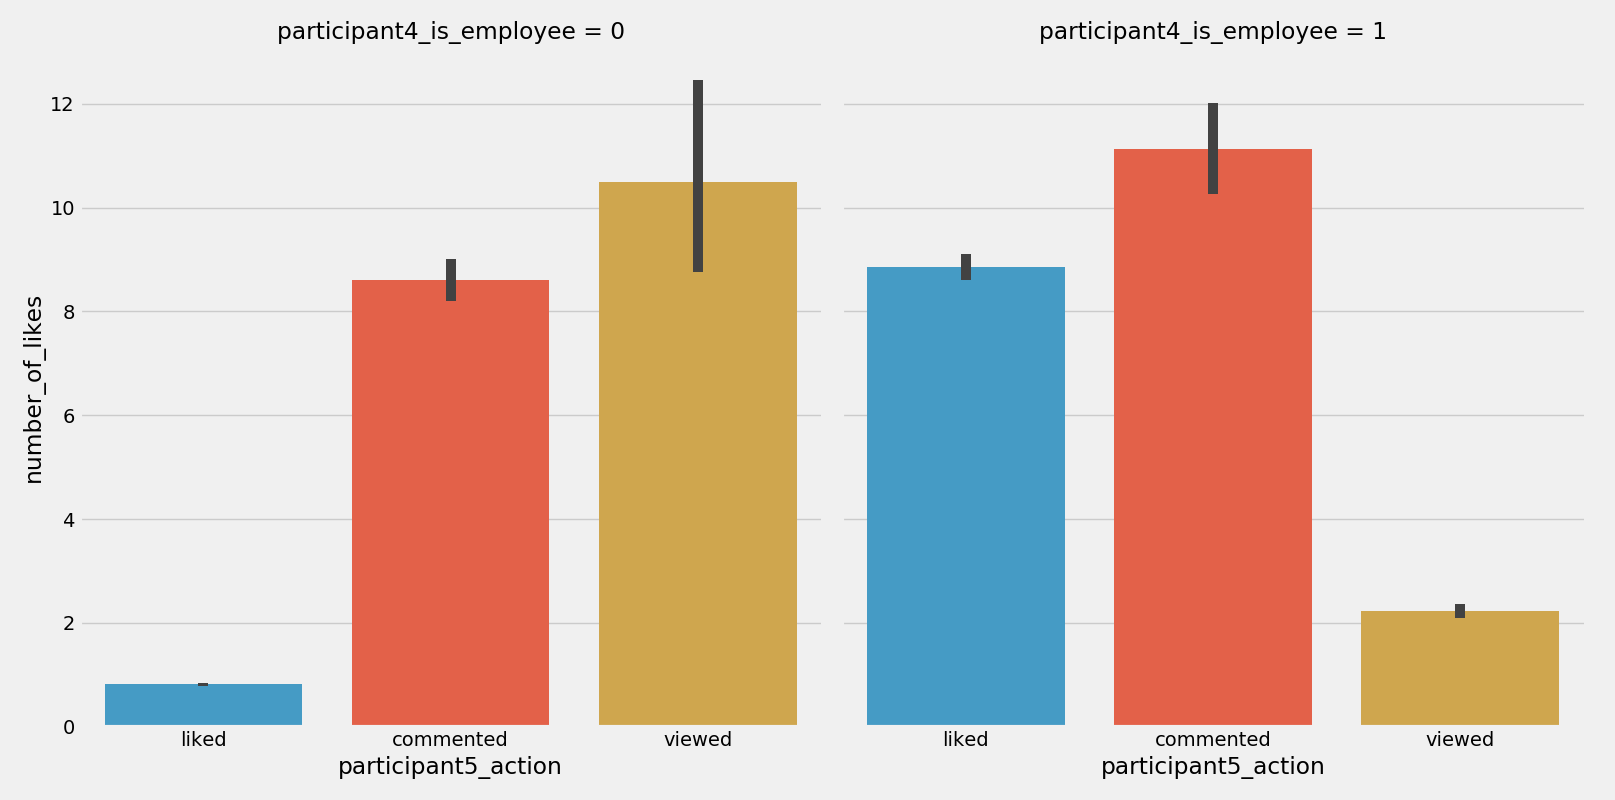 participant4_is_employee = 0
participant4_is_employee = 1
number_of_likes
12
10
8
6
4
2
0
liked commented viewed
liked commented viewed
participant5_action
participant5_action